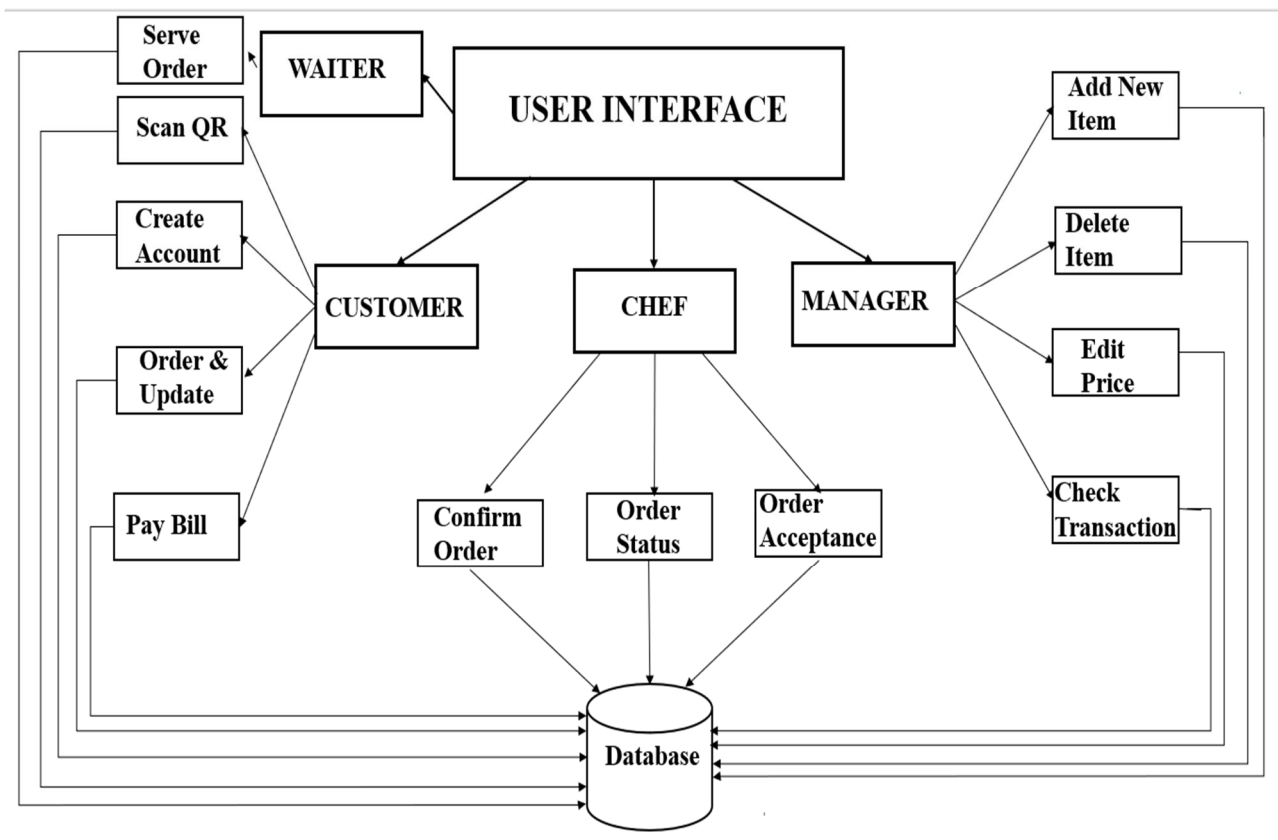 Serve
Order
WAITER
USER INTERFACE
Add New
Item
Scan QR
Create
Account
Delete
Item
CUSTOMER
CHEF
MANAGER
Order &
Update
Edit
Price
Pay Bill
Confirm
Order
Order
Status
Order
Acceptance
Check
Transaction
Database